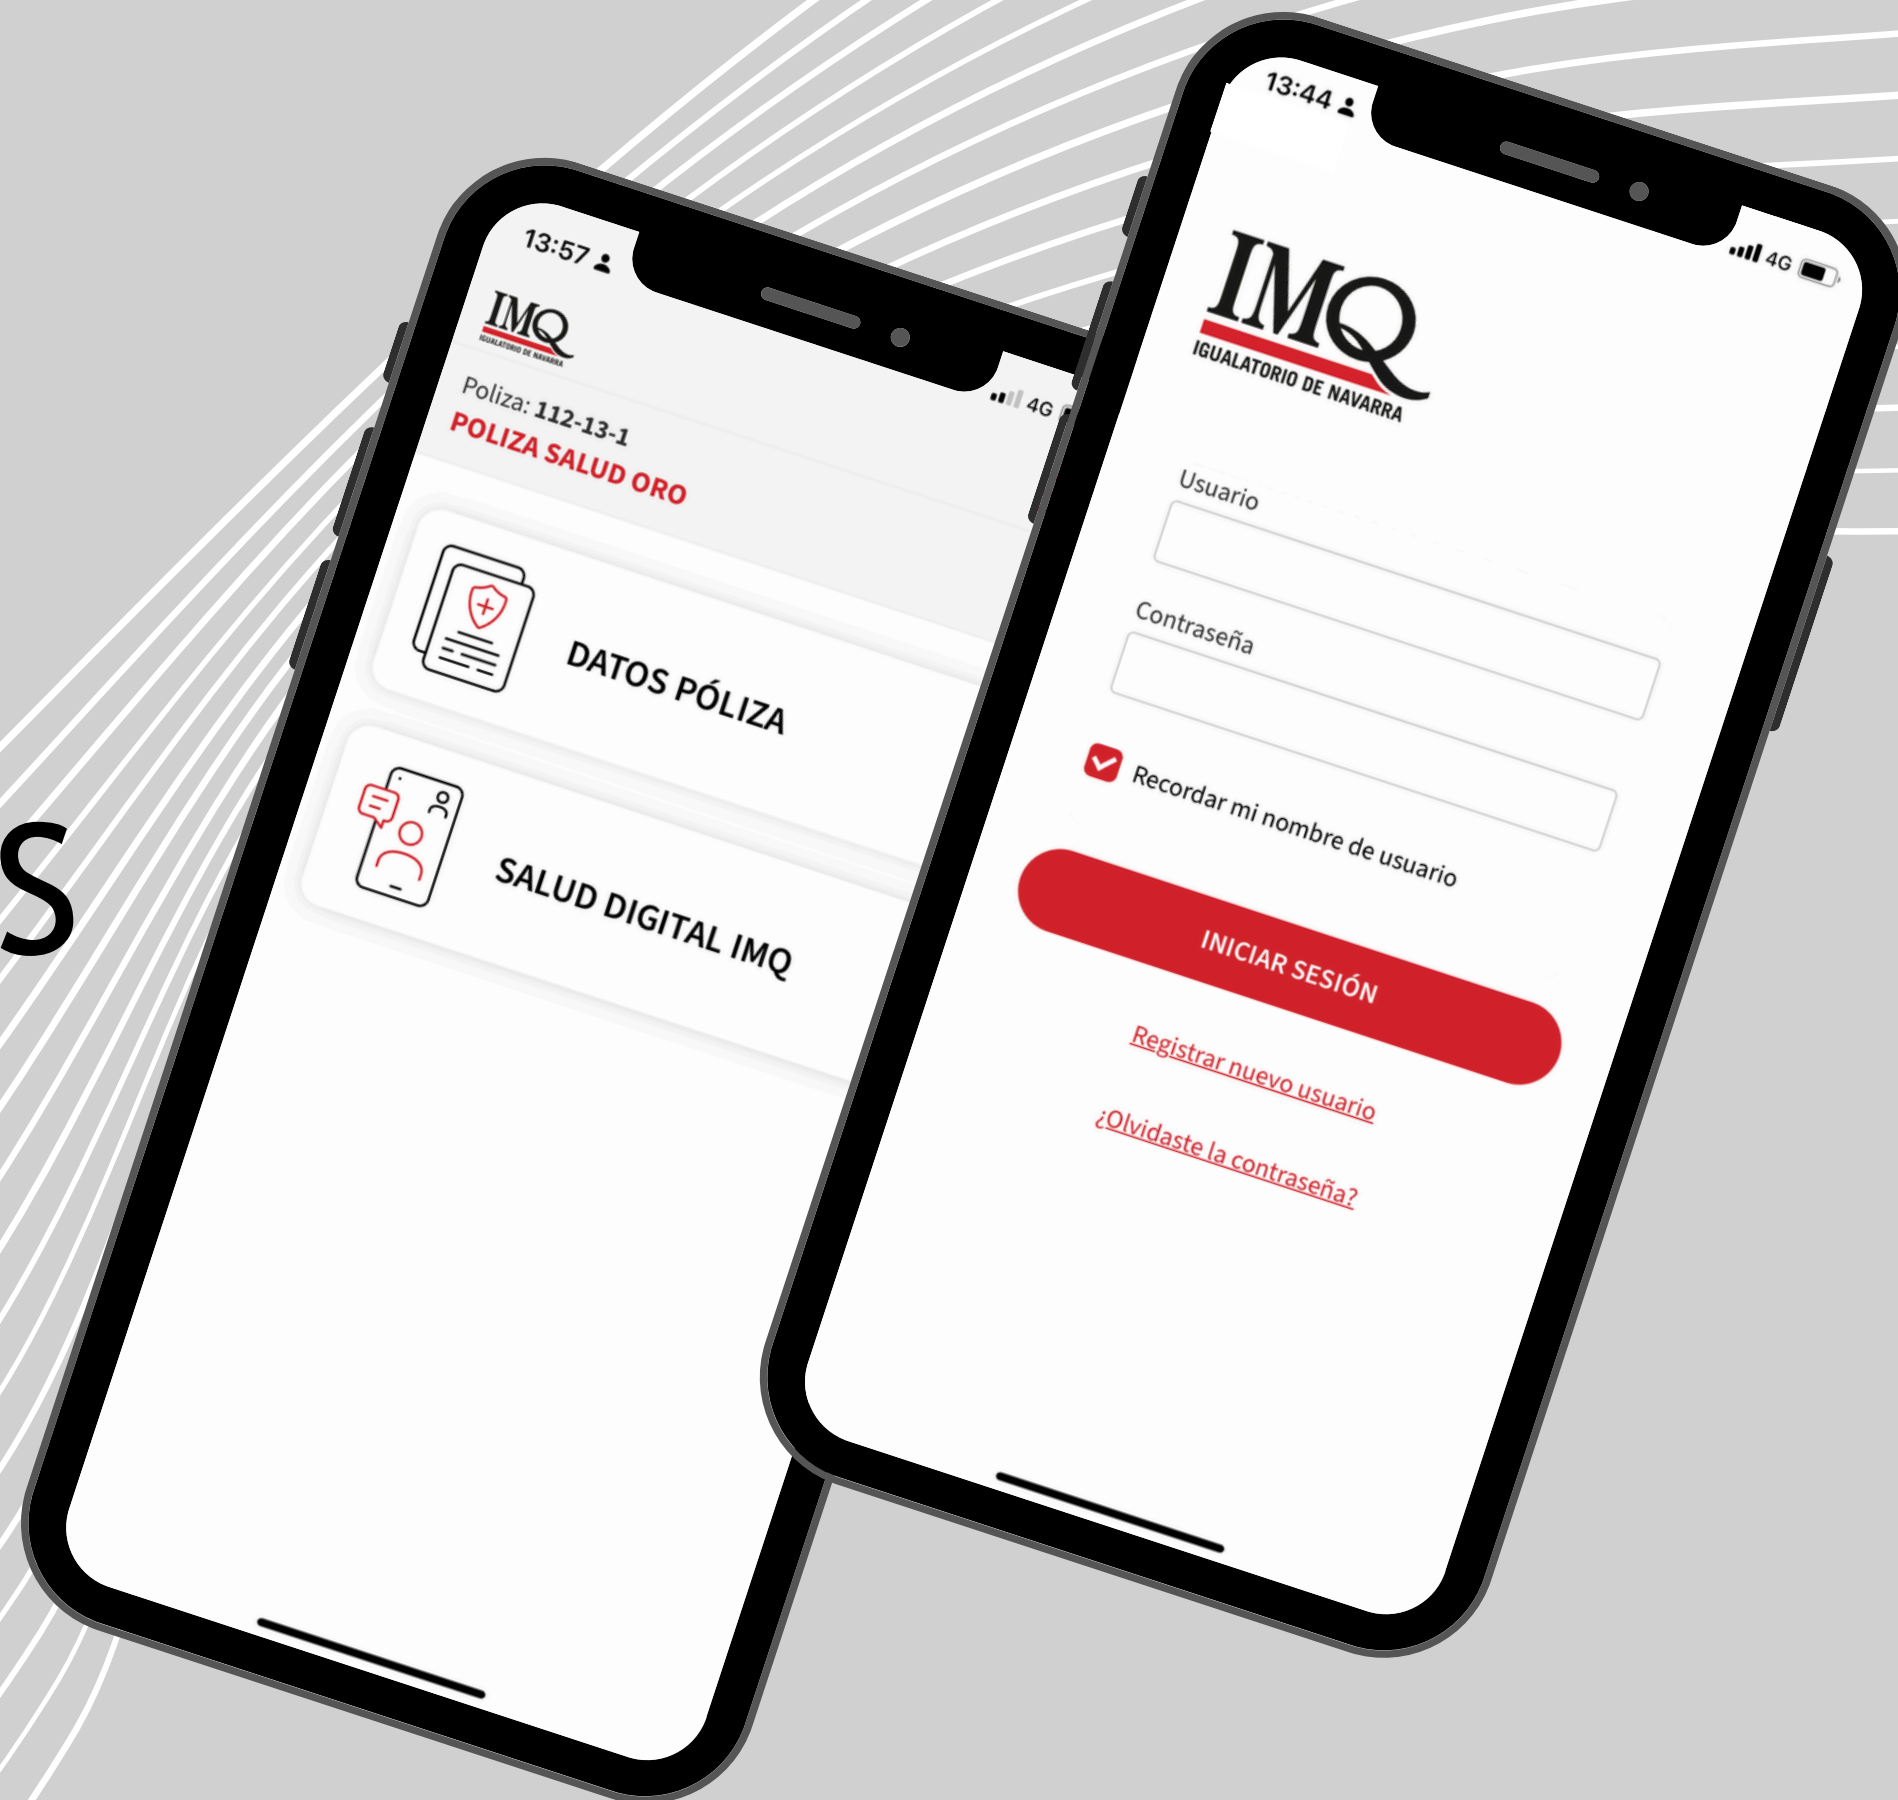 S
13:57
4G
IMQ
IGUALATORIO DE NAVARRA
Poliza: 112-13-1
POLIZA SALUD ORO
DATOS PÓLIZA
SALUD DIGITAL IMQ
13:44
4G
IMQ
IGUALATORIO DE NAVARRA
Usuario
Contraseña
Recordar mi nombre de usuario
INICIAR SESIÓN
Registrar nuevo usuario
¿Olvidaste la contraseña?